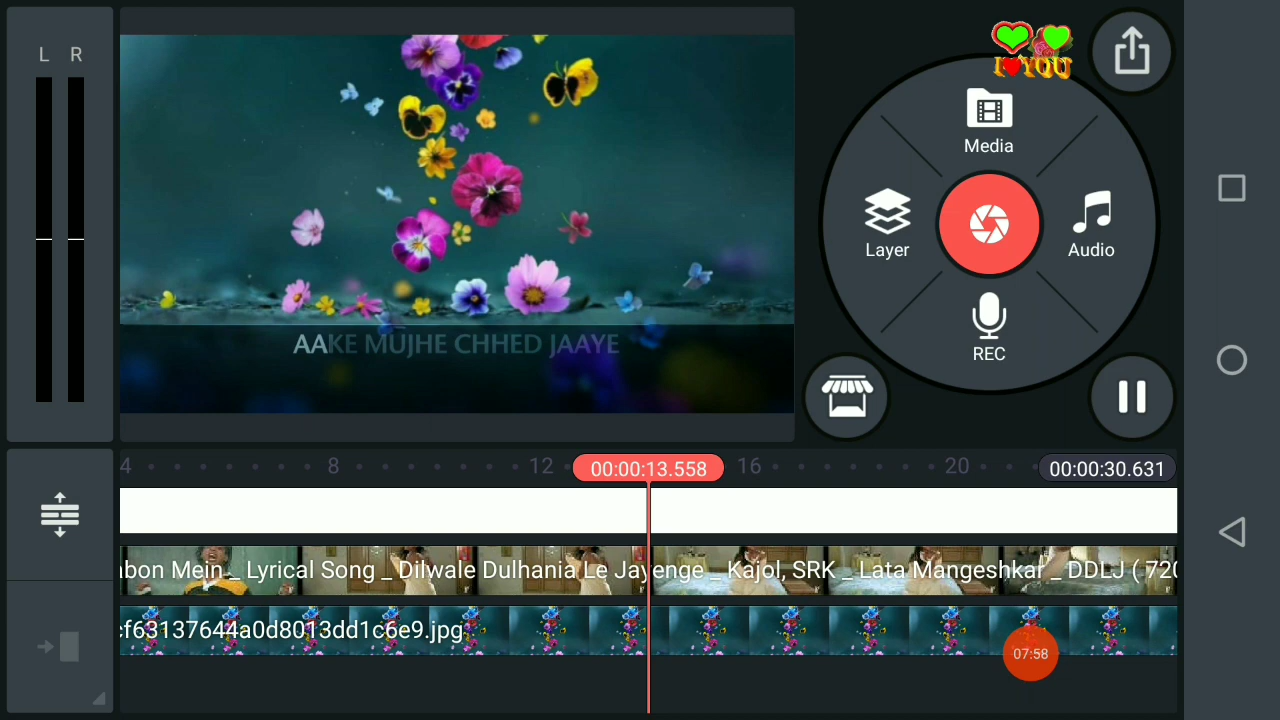 L R
I YOU
Media
Layer
Audio
REC
AAKE MUJHE CHHED JAAYE
4 8 12 00:00:13.558 16 20 00:00:30.631
bon Mein _ Lyrical Song _ Dilwale Dulhania Le Jayenge _ Kajol, SRK _ Lata Mangeshkar _ DDLJ ( 720
cf63137644a0d8013dd1c6e9.jpg
07:58